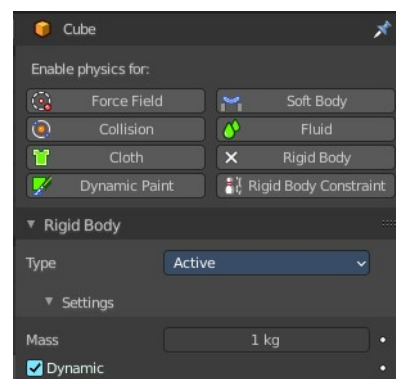 Cube
Enable physics for:
Force Field Soft Body
Collision Fluid
Cloth Rigid Body
Dynamic Paint Rigid Body Constraint
Rigid Body
Type Active
Settings
Mass 1 kg
Dynamic